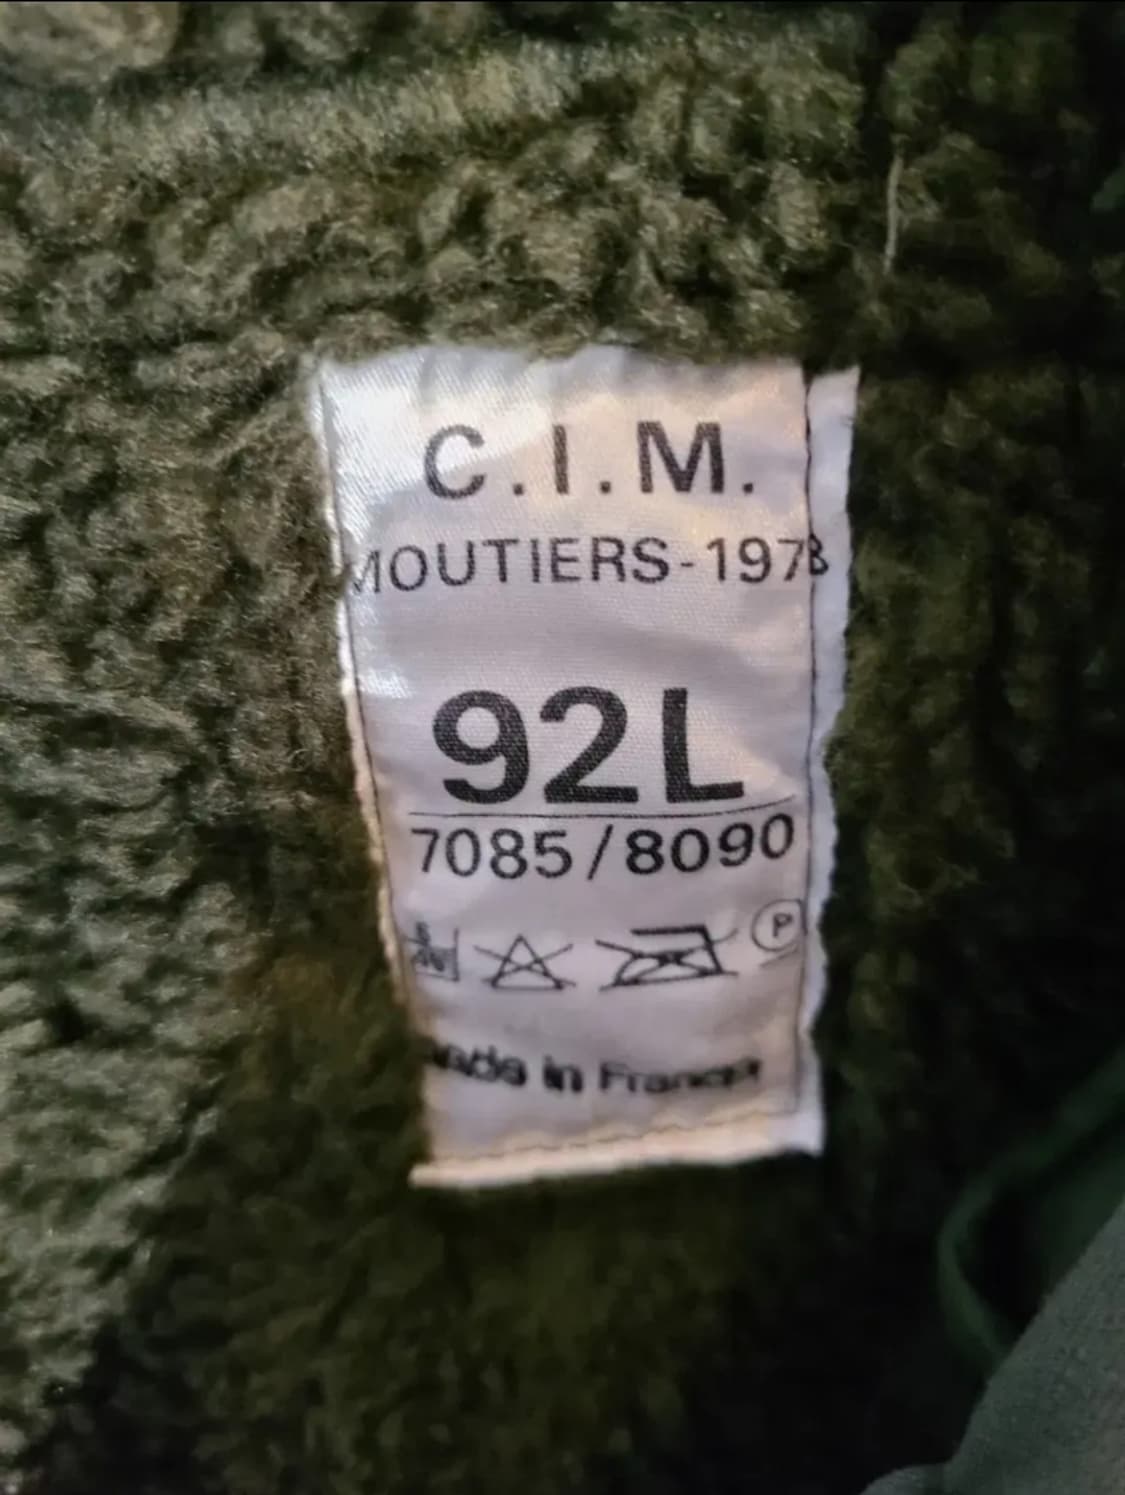 C.I.M.
MOUTIERS-1978
92L
7085/8090
P
made in France